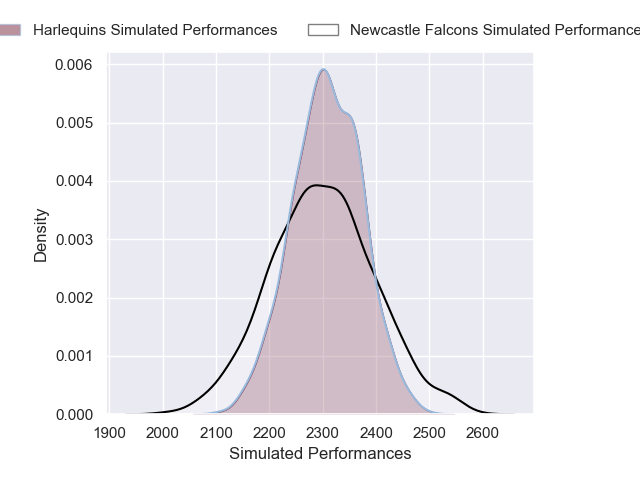 Harlequins Simulated Performances Newcastle Falcons Simulated Performance
0.006
0.005
0.004
0.003
0.002
0.001
0.000
Density
1900 2000 2100 2200 2300 2400 2500 2600
Simulated Performances